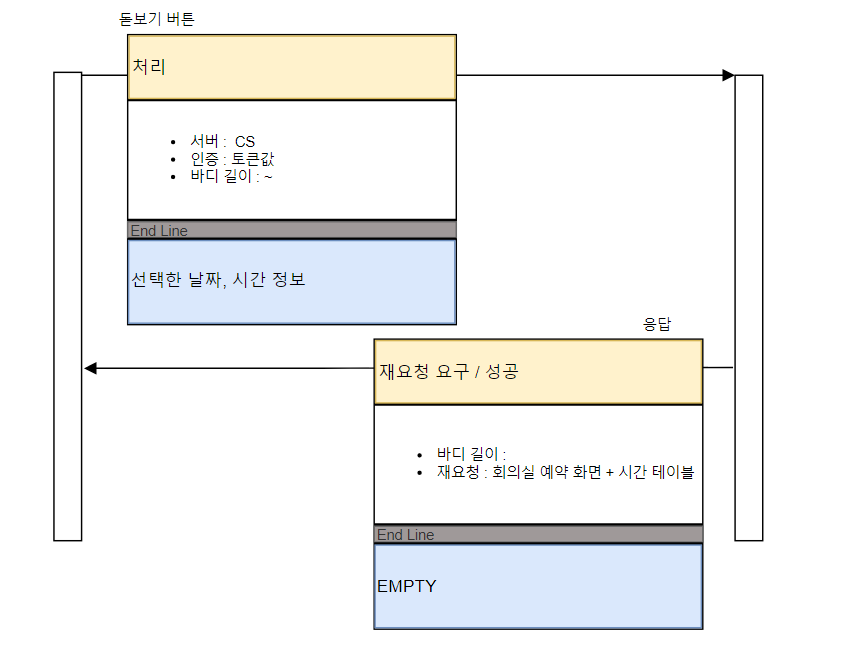 돋보기 버튼
처리
서버 : CS
인증 : 토큰값
바디 길이 : ~
End Line
선택한 날짜, 시간 정보
응답
재요청 요구 / 성공
바디 길이 :
재요청 : 회의실 예약 화면 + 시간 테이블
End Line
EMPTY